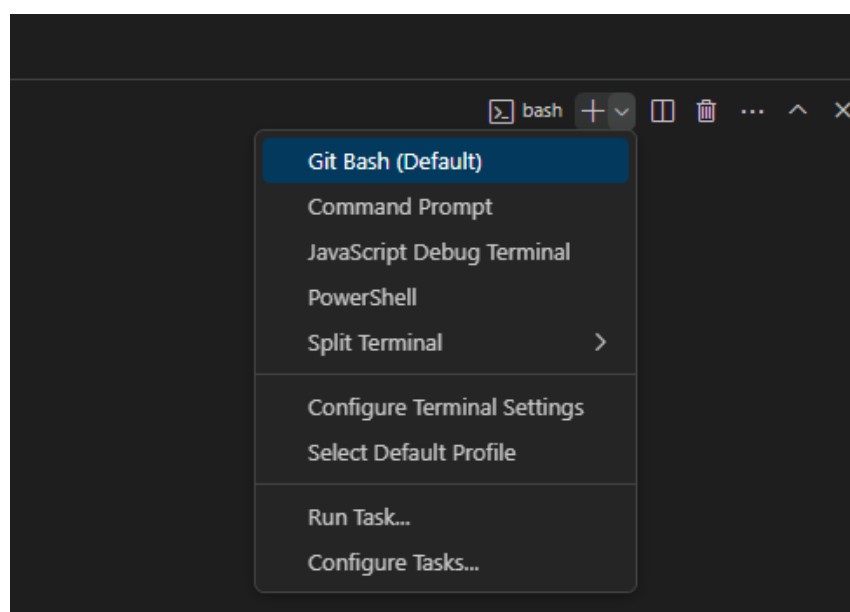 bash
Git Bash (Default)
Command Prompt
JavaScript Debug Terminal
PowerShell
Split Terminal
Configure Terminal Settings
Select Default Profile
Run Task...
Configure Tasks...